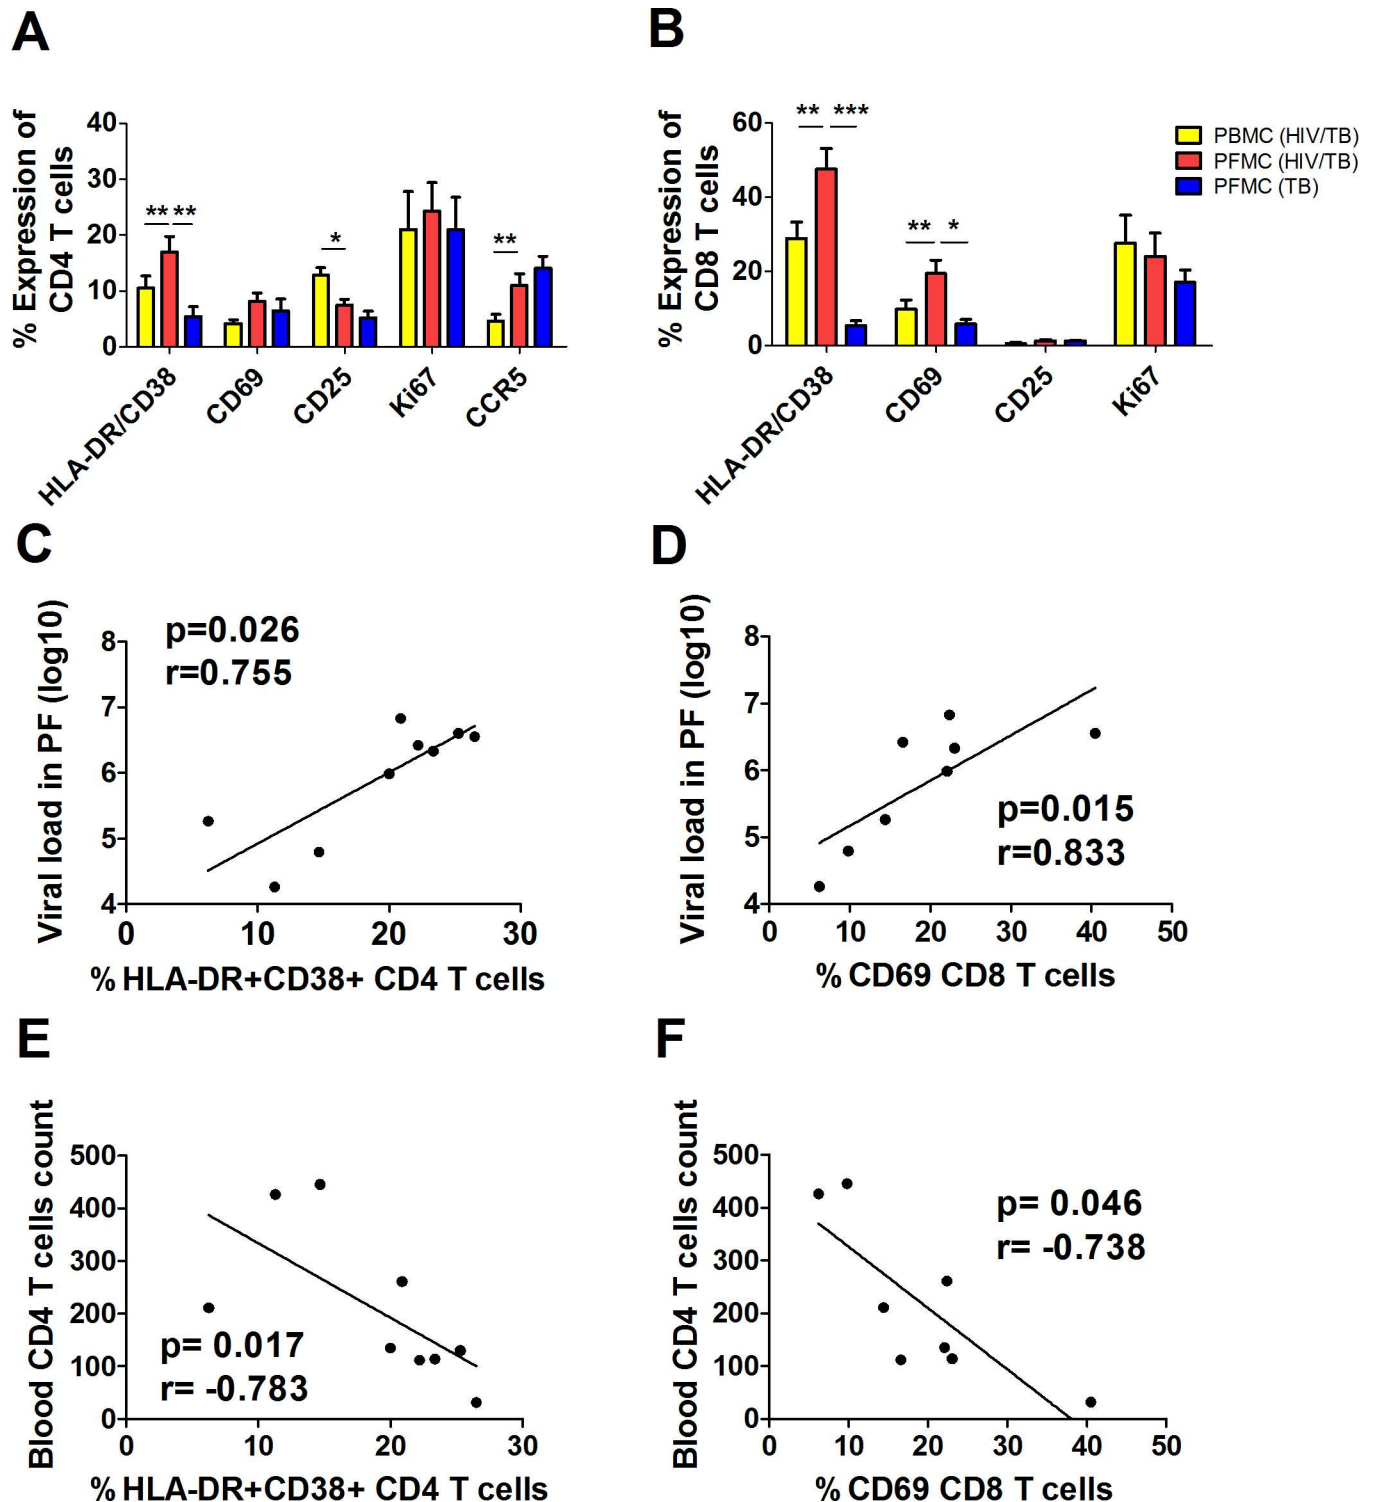 A
% Expression of
CD4 T cells
40
30
20
10
0
** **
*
**
HLA-DR/CD38
CD69
CD25
Ki67
CCR5
B
% Expression of
CD8 T cells
60
40
20
0
** ***
** *
HLA-DR/CD38
CD69
CD25
Ki67
PBMC (HIV/TB)
PFMC (HIV/TB)
PFMC (TB)
C
Viral load in PF (log10)
8
7
6
5
4
p=0.026
r=0.755
0 10 20 30
% HLA-DR+CD38+ CD4 T cells
D
Viral load in PF (log10)
8
7
6
5
4
p=0.015
r=0.833
0 10 20 30 40 50
% CD69 CD8 T cells
E
Blood CD4 T cells count
500
400
300
200
100
0
p= 0.017
r= -0.783
0 10 20 30
% HLA-DR+CD38+ CD4 T cells
F
Blood CD4 T cells count
500
400
300
200
100
0
p= 0.046
r= -0.738
0 10 20 30 40 50
% CD69 CD8 T cells